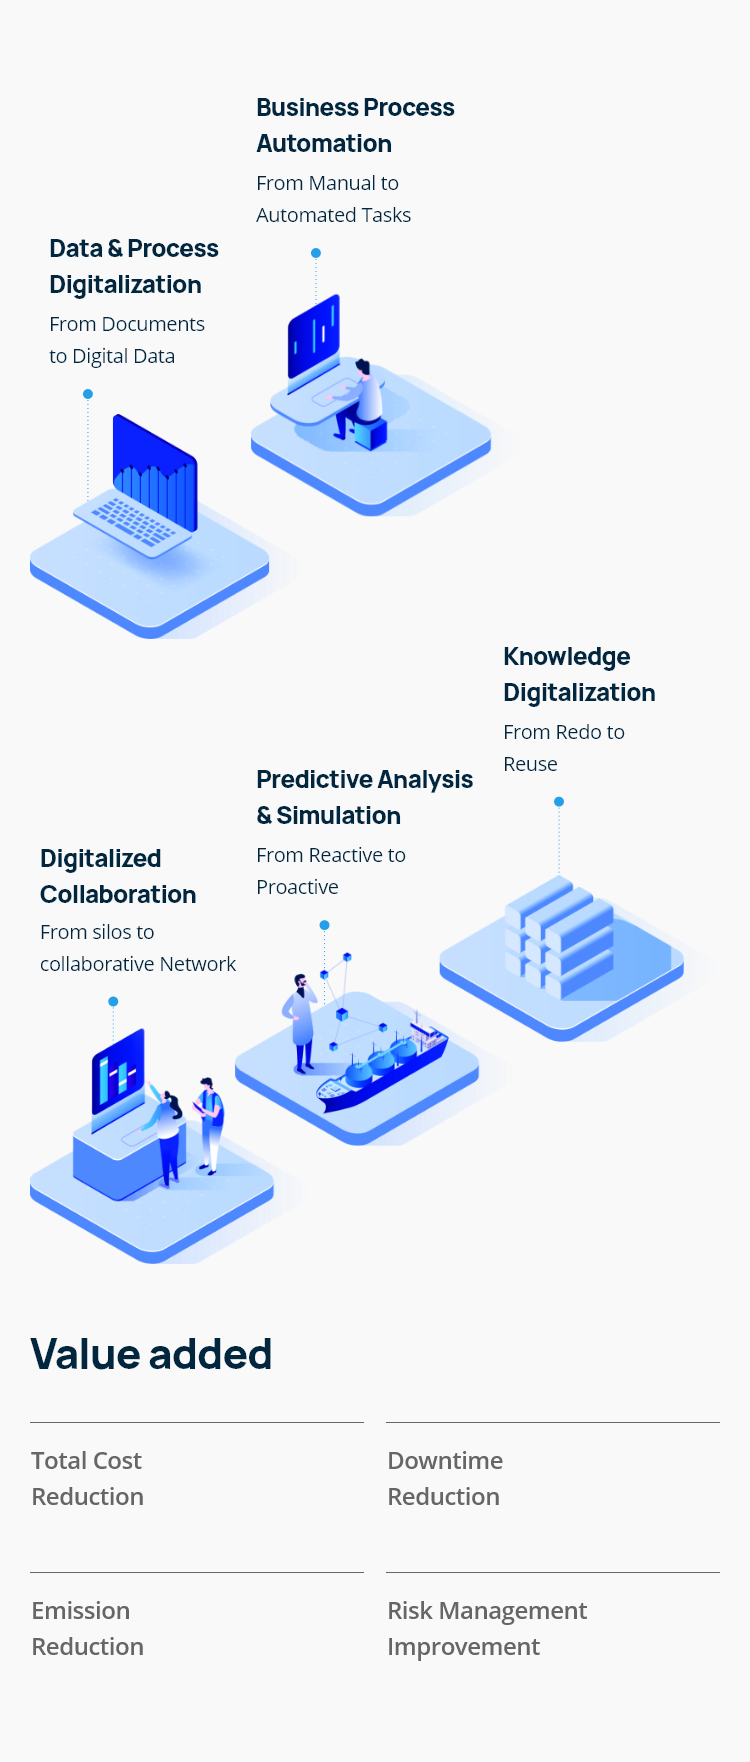 Business Process
Automation
From Manual to
Automated Tasks
Data & Process
Digitalization
From Documents
to Digital Data
Knowledge
Digitalization
From Redo to
Reuse
Predictive Analysis
& Simulation
From Reactive to
Proactive
Digitalized
Collaboration
From silos to
collaborative Network
Value added
Total Cost
Reduction
Downtime
Reduction
Emission
Reduction
Risk Management
Improvement